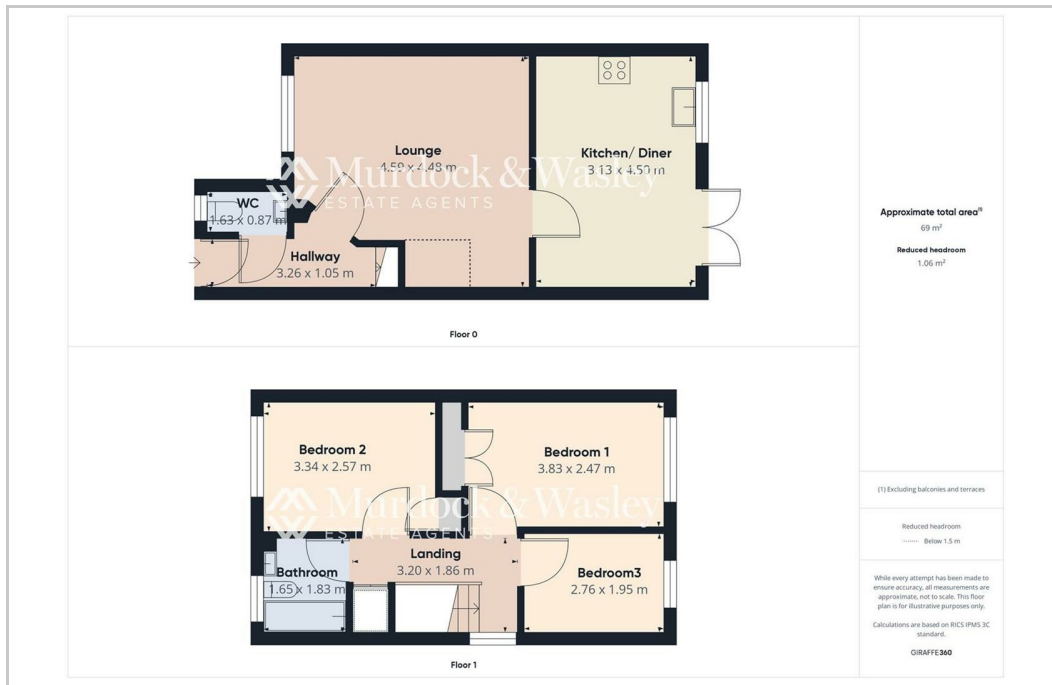 Lounge
4.59 x 4.48 m
Kitchen/ Diner
3.13 x 4.50 m
WC
1.63 x 0.87 m
Hallway
3.26 x 1.05 m
Murdock & Wasley
ESTATE AGENTS
Floor 0
Bedroom 2
3.34 x 2.57 m
Bedroom 1
3.83 x 2.47 m
Murdock & Wasley
ESTATE AGENTS
Landing
3.20 x 1.86 m
Bathroom
1.65 x 1.83 m
Bedroom3
2.76 x 1.95 m
Floor 1
Approximate total area(1)
69 m²
Reduced headroom
1.06 m²
(1) Excluding balconies and terraces
Reduced headroom
Below 1.5 m
While every attempt has been made to
ensure accuracy, all measurements are
approximate, not to scale. This floor
plan is for illustrative purposes only.
Calculations are based on RICS IPMS 3C
standard.
GIRAFFE360